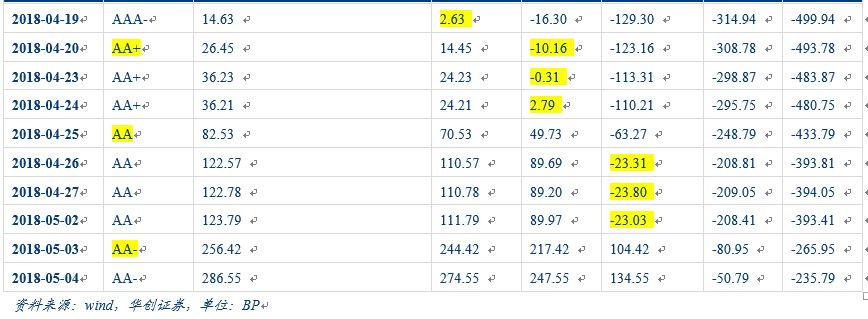 2018-04-19 AAA- 14.63 2.63 -16.30 -129.30 -314.94 -499.94
2018-04-20 AA+ 26.45 14.45 -10.16 -123.16 -308.78 -493.78
2018-04-23 AA+ 36.23 24.23 -0.31 -113.31 -298.87 -483.87
2018-04-24 AA+ 36.21 24.21 2.79 -110.21 -295.75 -480.75
2018-04-25 AA 82.53 70.53 49.73 -63.27 -248.79 -433.79
2018-04-26 AA 122.57 110.57 89.69 -23.31 -208.81 -393.81
2018-04-27 AA 122.78 110.78 89.20 -23.80 -209.05 -394.05
2018-05-02 AA 123.79 111.79 89.97 -23.03 -208.41 -393.41
2018-05-03 AA- 256.42 244.42 217.42 104.42 -80.95 -265.95
2018-05-04 AA- 286.55 274.55 247.55 134.55 -50.79 -235.79
资料来源：wind，华创证券，单位：BP